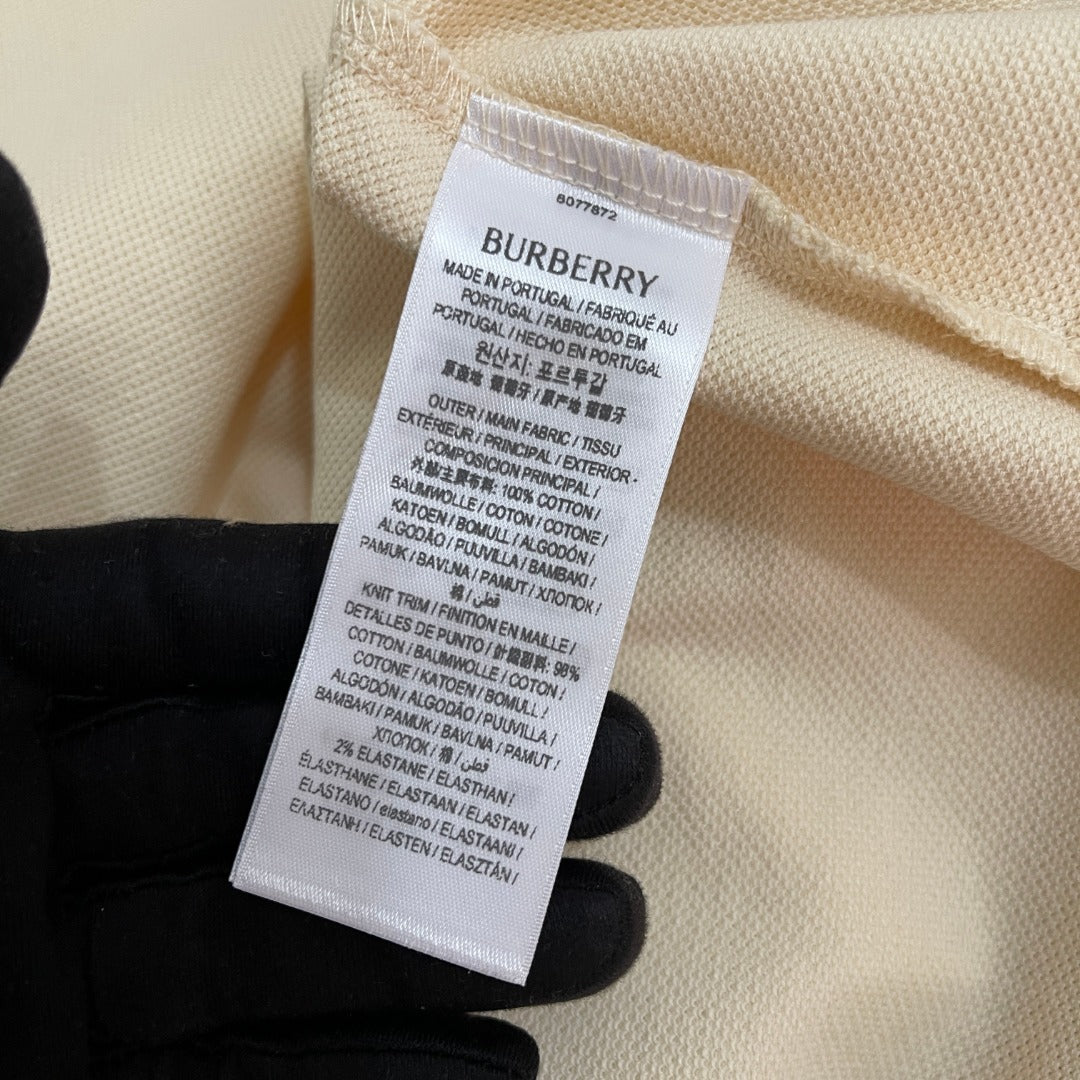 8077872
BURBERRY
MADE IN PORTUGAL / FABRIQUÉ AU
PORTUGAL / FABRICADO EM
PORTUGAL / HECHO EN PORTUGAL
원산지: 포르투갈
原產地 葡萄牙 / 原产地 葡萄牙
OUTER / MAIN FABRIC / TISSU
EXTÉRIEUR / PRINCIPAL / EXTERIOR -
COMPOSICION PRINCIPAL /
外層/主要布料: 100% COTTON /
BAUMWOLLE / COTON / COTONE /
KATOEN / BOMULL / ALGODÓN /
ALGODÃO / PUUVILLA / BAMBAKI /
PAMUK / BAVLNA / PAMUT / ХЛОПОК /
棉 / قطن /
KNIT TRIM / FINITION EN MAILLE /
DETALLES DE PUNTO / 針織副料: 98%
COTTON / BAUMWOLLE / COTON /
COTONE / KATOEN / BOMULL /
ALGODÓN / ALGODÃO / PUUVILLA /
BAMBAKI / PAMUK / BAVLNA / PAMUT /
ХЛОПОК / 棉 / قطن /
2% ELASTANE / ELASTHAN /
ÉLASTHANE / ELASTAAN / ELASTAN /
ELASTANO / elastano / ELASTAANI /
ΕΛΑΣΤΑΝΗ / ELASTEN / ELASZTÁN /